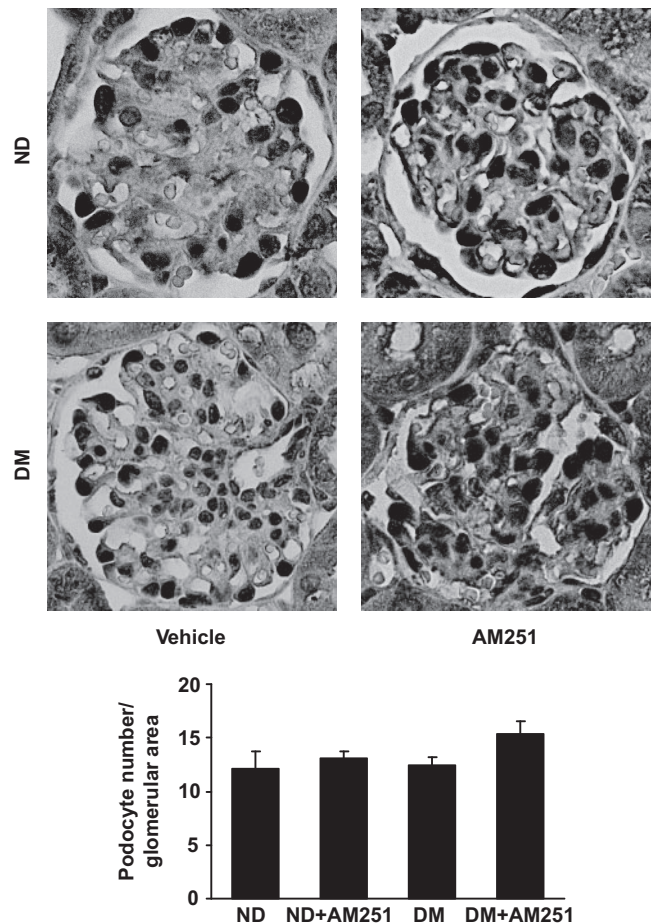 ND
DM
Vehicle
AM251
20
15
10
5
0
Podocyte number/
glomerular area
ND
ND+AM251
DM
DM+AM251